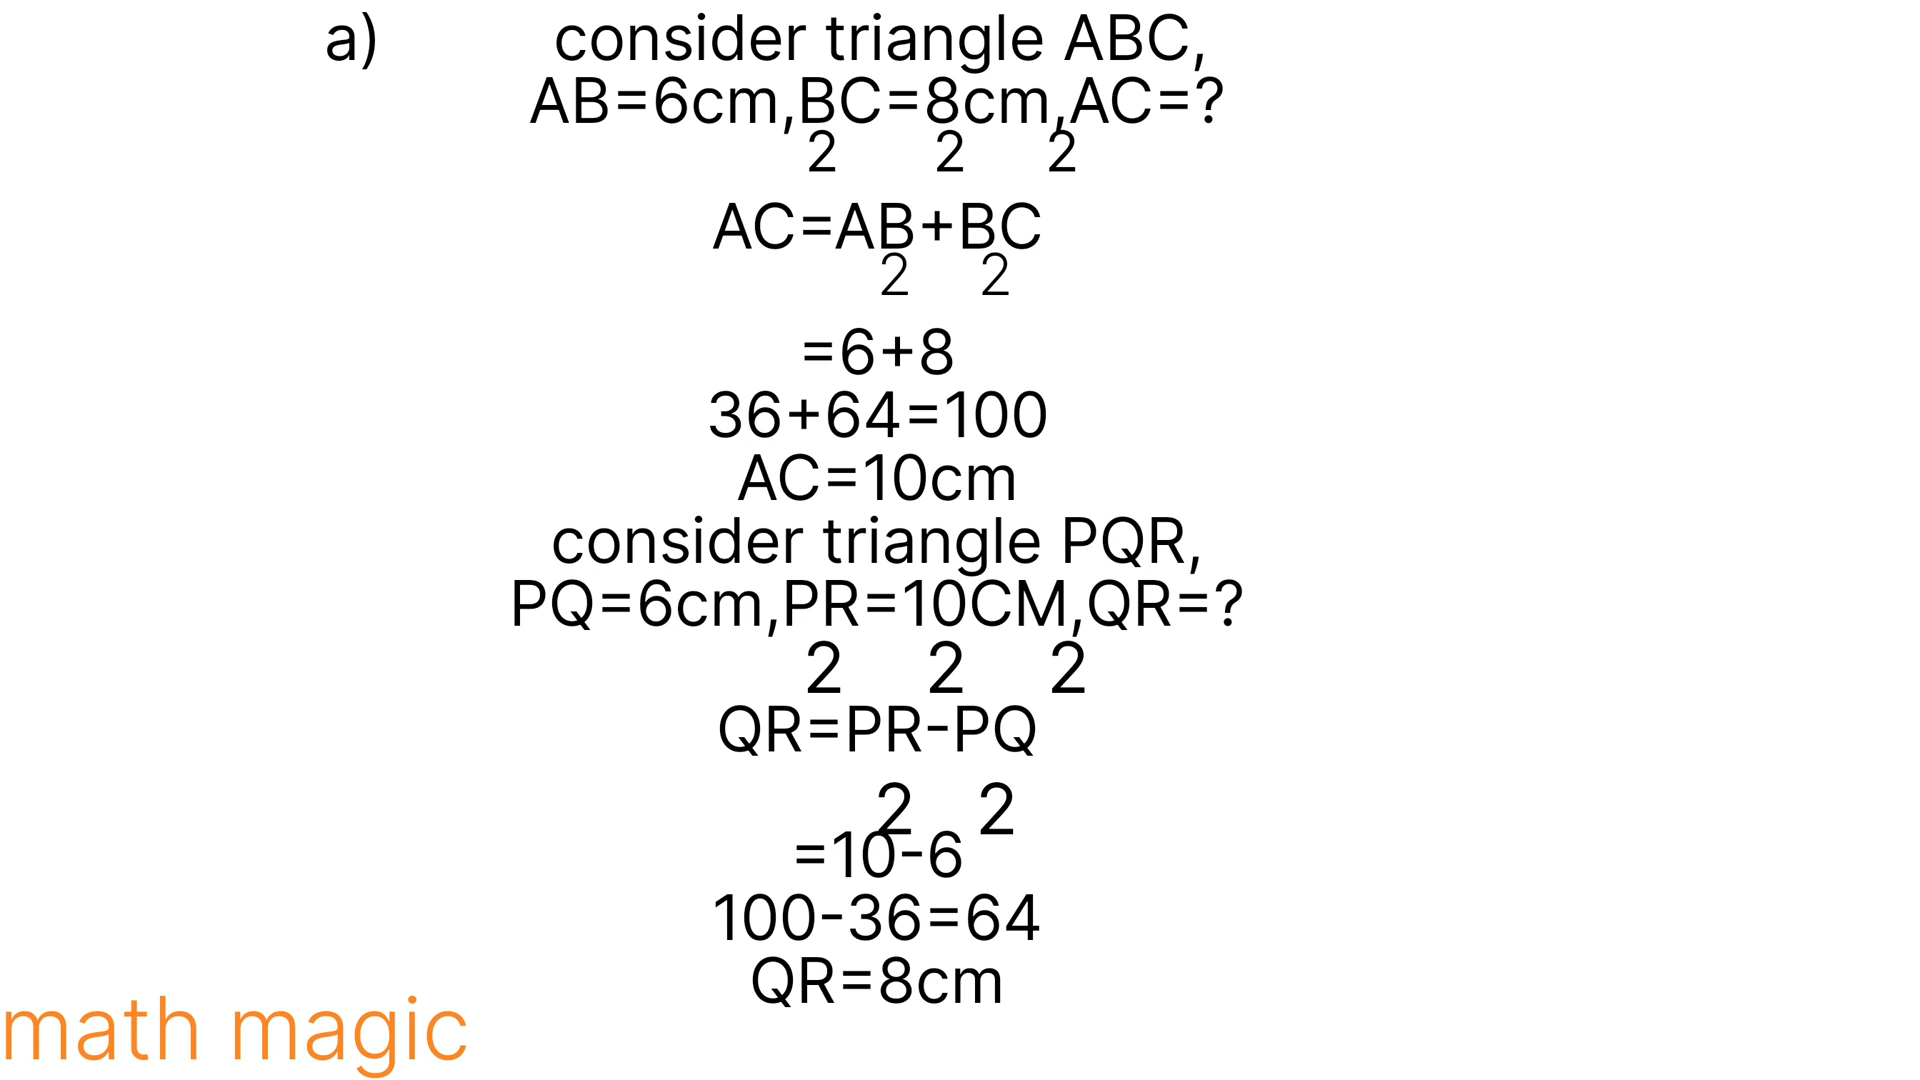 a) consider triangle ABC,
AB=6cm,BC=8cm,AC=?
2 2 2
AC=AB+BC
2 2
=6+8
36+64=100
AC=10cm
consider triangle PQR,
PQ=6cm,PR=10CM,QR=?
2 2 2
QR=PR-PQ
2 2
=10-6
100-36=64
QR=8cm
math magic